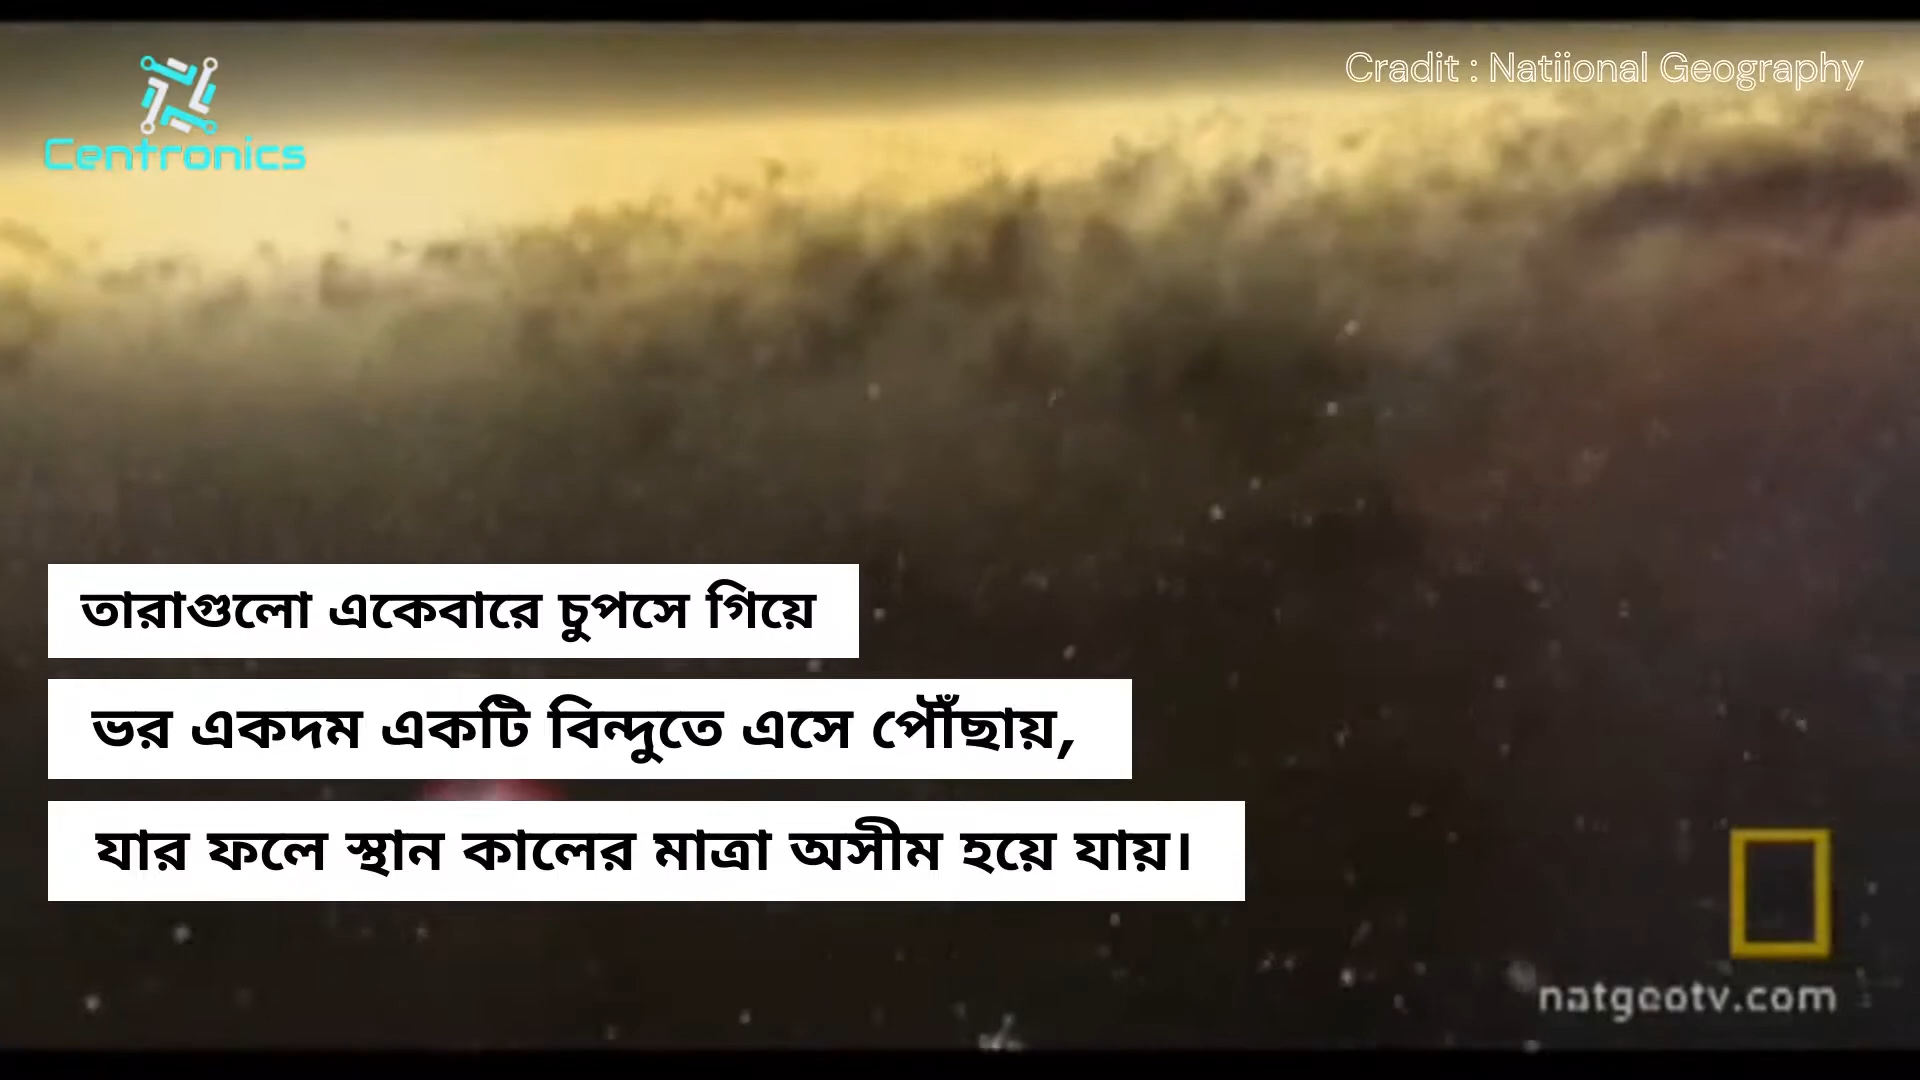 Cradit : Natiional Geography
Centronics
তারাগুলো একেবারে চুপসে গিয়ে
ভর একদম একটি বিন্দুতে এসে পৌঁছায়,
যার ফলে স্থান কালের মাত্রা অসীম হয়ে যায়।
natgeotv.com